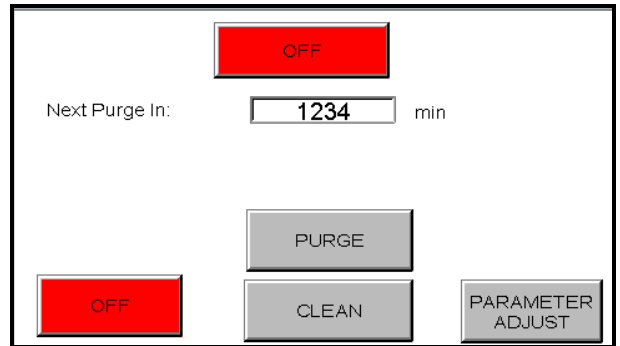 OFF
Next Purge In: 1234 min
PURGE
OFF
CLEAN
PARAMETER
ADJUST